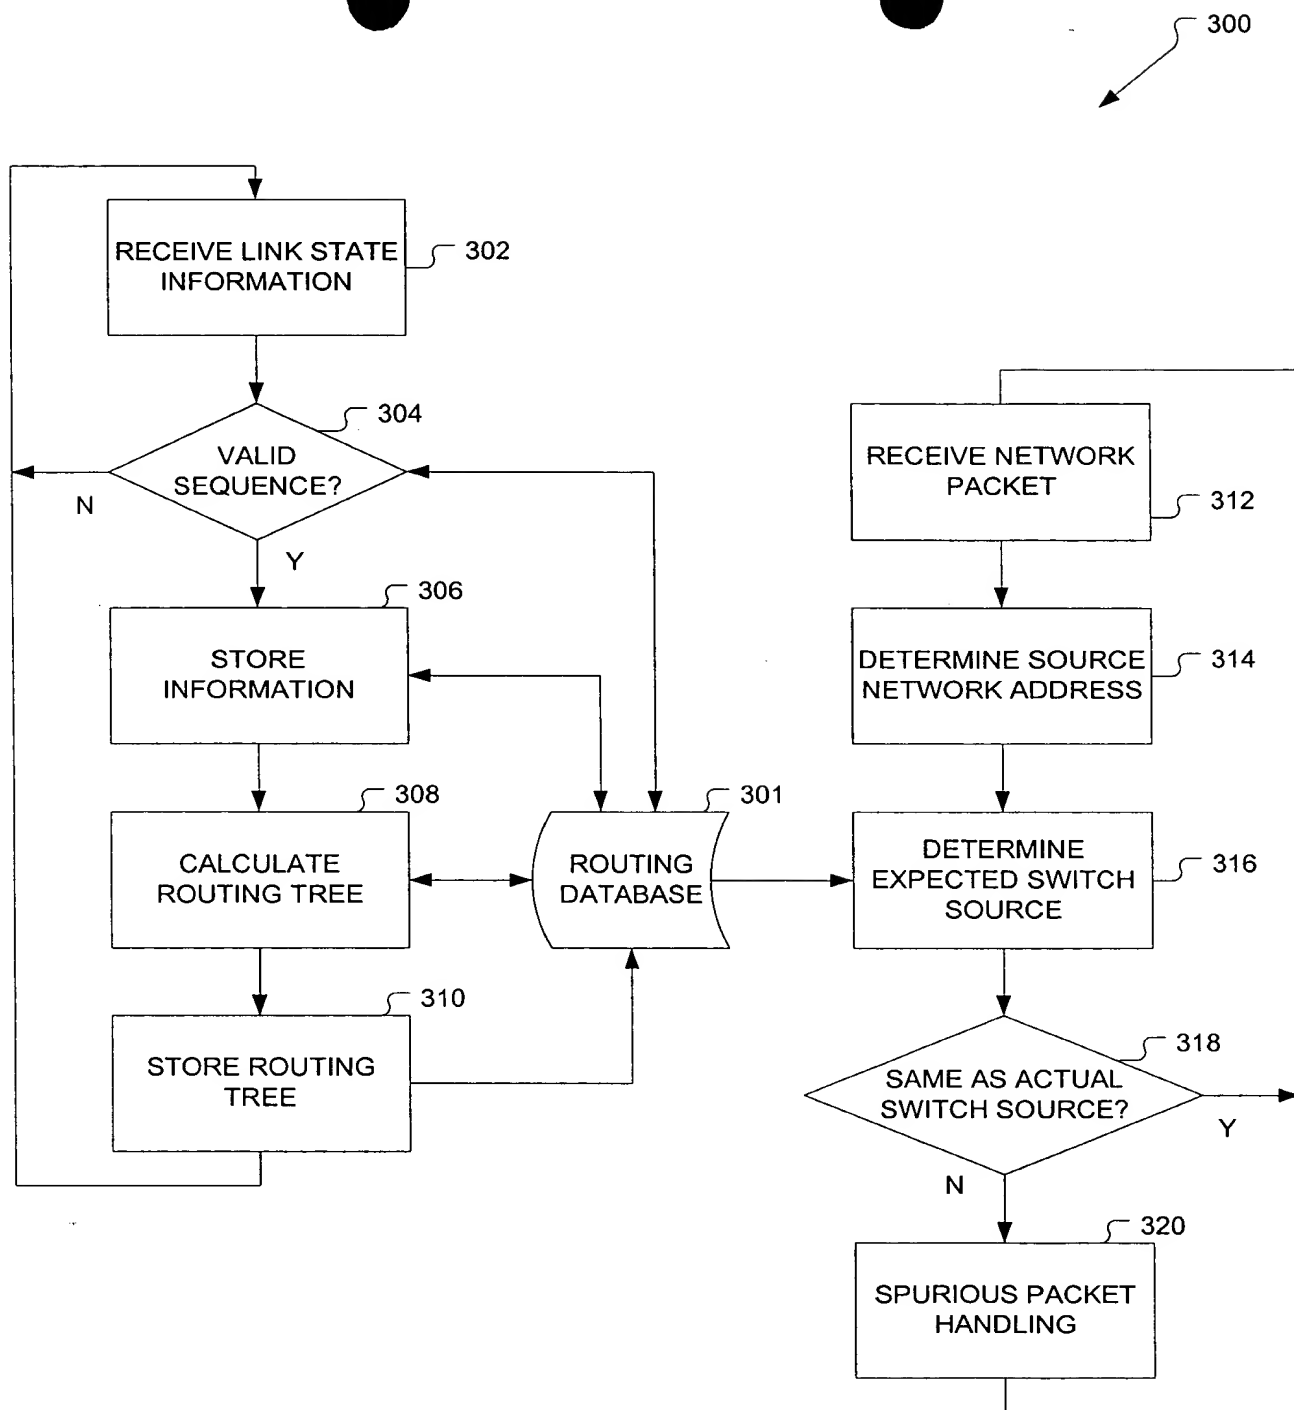 300
RECEIVE LINK STATE
INFORMATION
302
304
VALID
SEQUENCE?
N
Y
306
STORE
INFORMATION
308
CALCULATE
ROUTING TREE
310
STORE ROUTING
TREE
301
ROUTING
DATABASE
RECEIVE NETWORK
PACKET
312
DETERMINE SOURCE
NETWORK ADDRESS
314
DETERMINE
EXPECTED SWITCH
SOURCE
316
318
SAME AS ACTUAL
SWITCH SOURCE?
Y
N
320
SPURIOUS PACKET
HANDLING